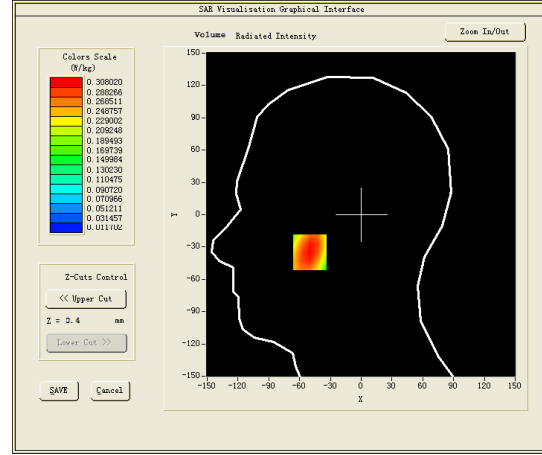 SAR Visualisation Graphical Interface
Volume Radiated Intensity
Zoom In/Out
Colors Scale
(W/kg)
0.308020
0.288266
0.268511
0.248757
0.229002
0.209248
0.189493
0.169739
0.149984
0.130230
0.110475
0.090720
0.070966
0.051211
0.031457
0.011702
Z-Cuts Control
<< Upper Cut
Z = 0.4 mm
Lower Cut >>
SAVE Cancel
150
120
90
60
30
0
-30
-60
-90
-120
-150
Y
-150 -120 -90 -60 -30 0 30 60 90 120 150
X